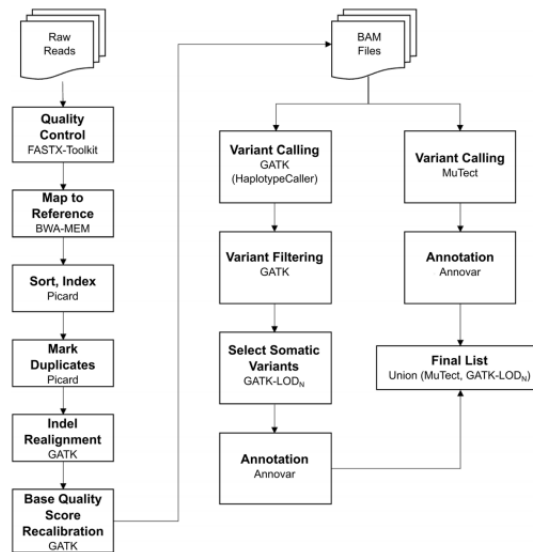 Raw
Reads
Quality
Control
FASTX-Toolkit
Map to
Reference
BWA-MEM
Sort, Index
Picard
Mark
Duplicates
Picard
Indel
Realignment
GATK
Base Quality
Score
Recalibration
GATK
BAM
Files
Variant Calling
GATK
(HaplotypeCaller)
Variant Filtering
GATK
Select Somatic
Variants
GATK-LODN
Annotation
Annovar
Variant Calling
MuTect
Annotation
Annovar
Final List
Union (MuTect, GATK-LODN)